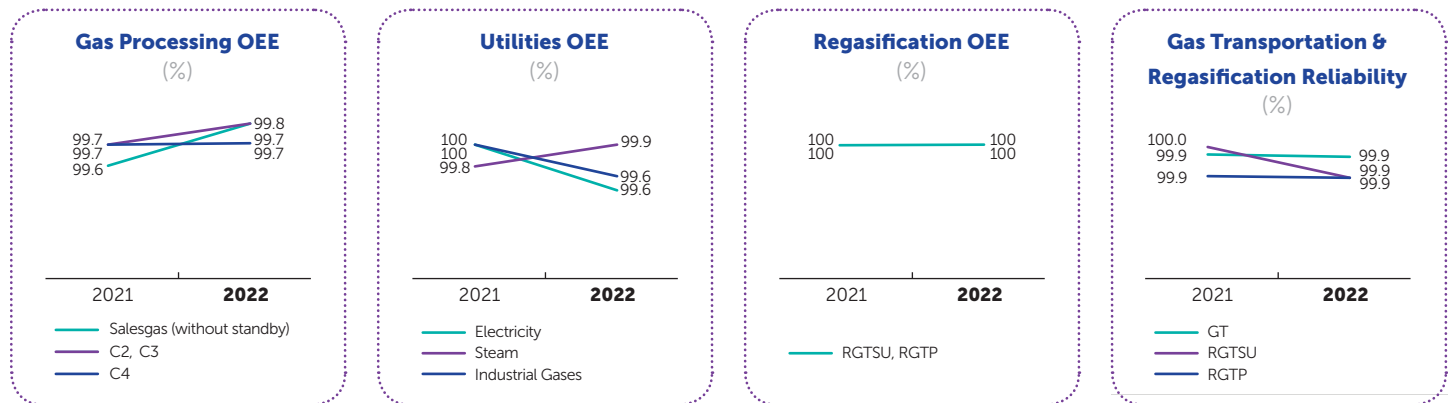 Gas Processing OEE
(%)
99.7
99.7
99.6
99.8
99.7
99.7
2021
2022
Salesgas (without standby)
C2, C3
C4
Utilities OEE
(%)
100
100
99.8
99.9
99.6
99.6
2021
2022
Electricity
Steam
Industrial Gases
Regasification OEE
(%)
100
100
100
100
2021
2022
RGTSU, RGTP
Gas Transportation &
Regasification Reliability
(%)
100.0
99.9
99.9
99.9
99.9
99.9
2021
2022
GT
RGTSU
RGTP